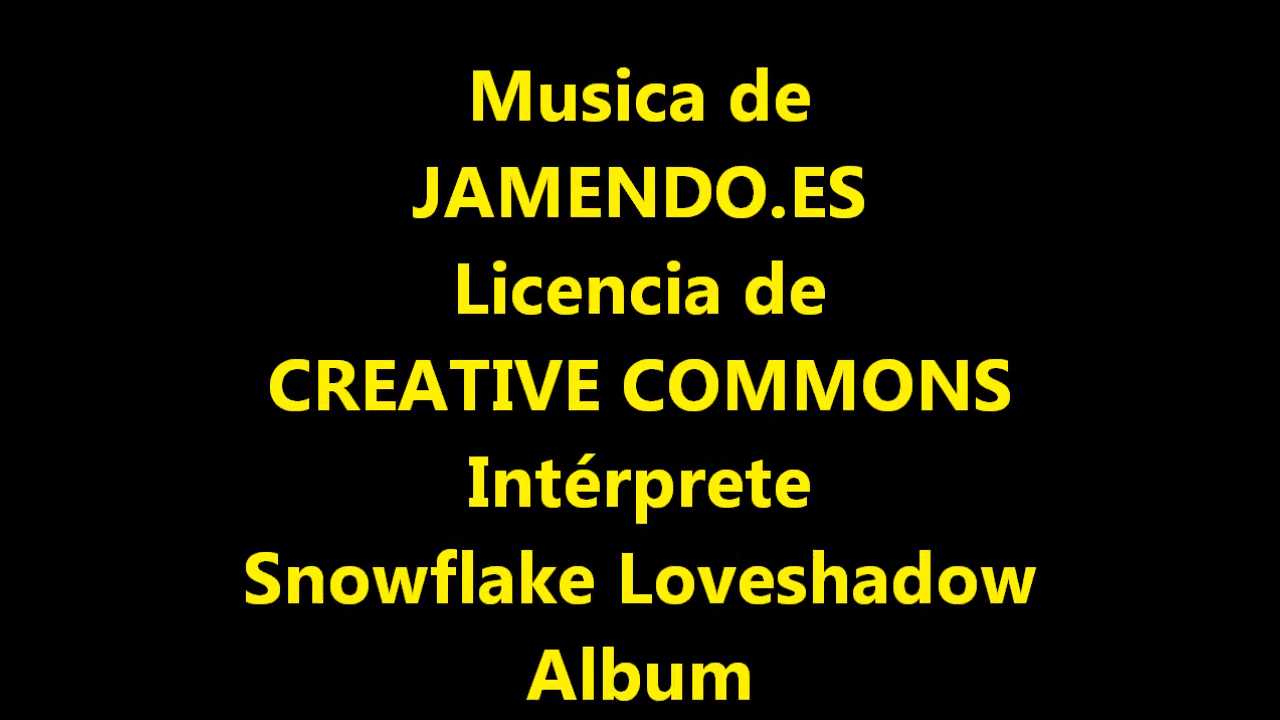 Musica de
JAMENDO.ES
Licencia de
CREATIVE COMMONS
Intérprete
Snowflake Loveshadow
Album